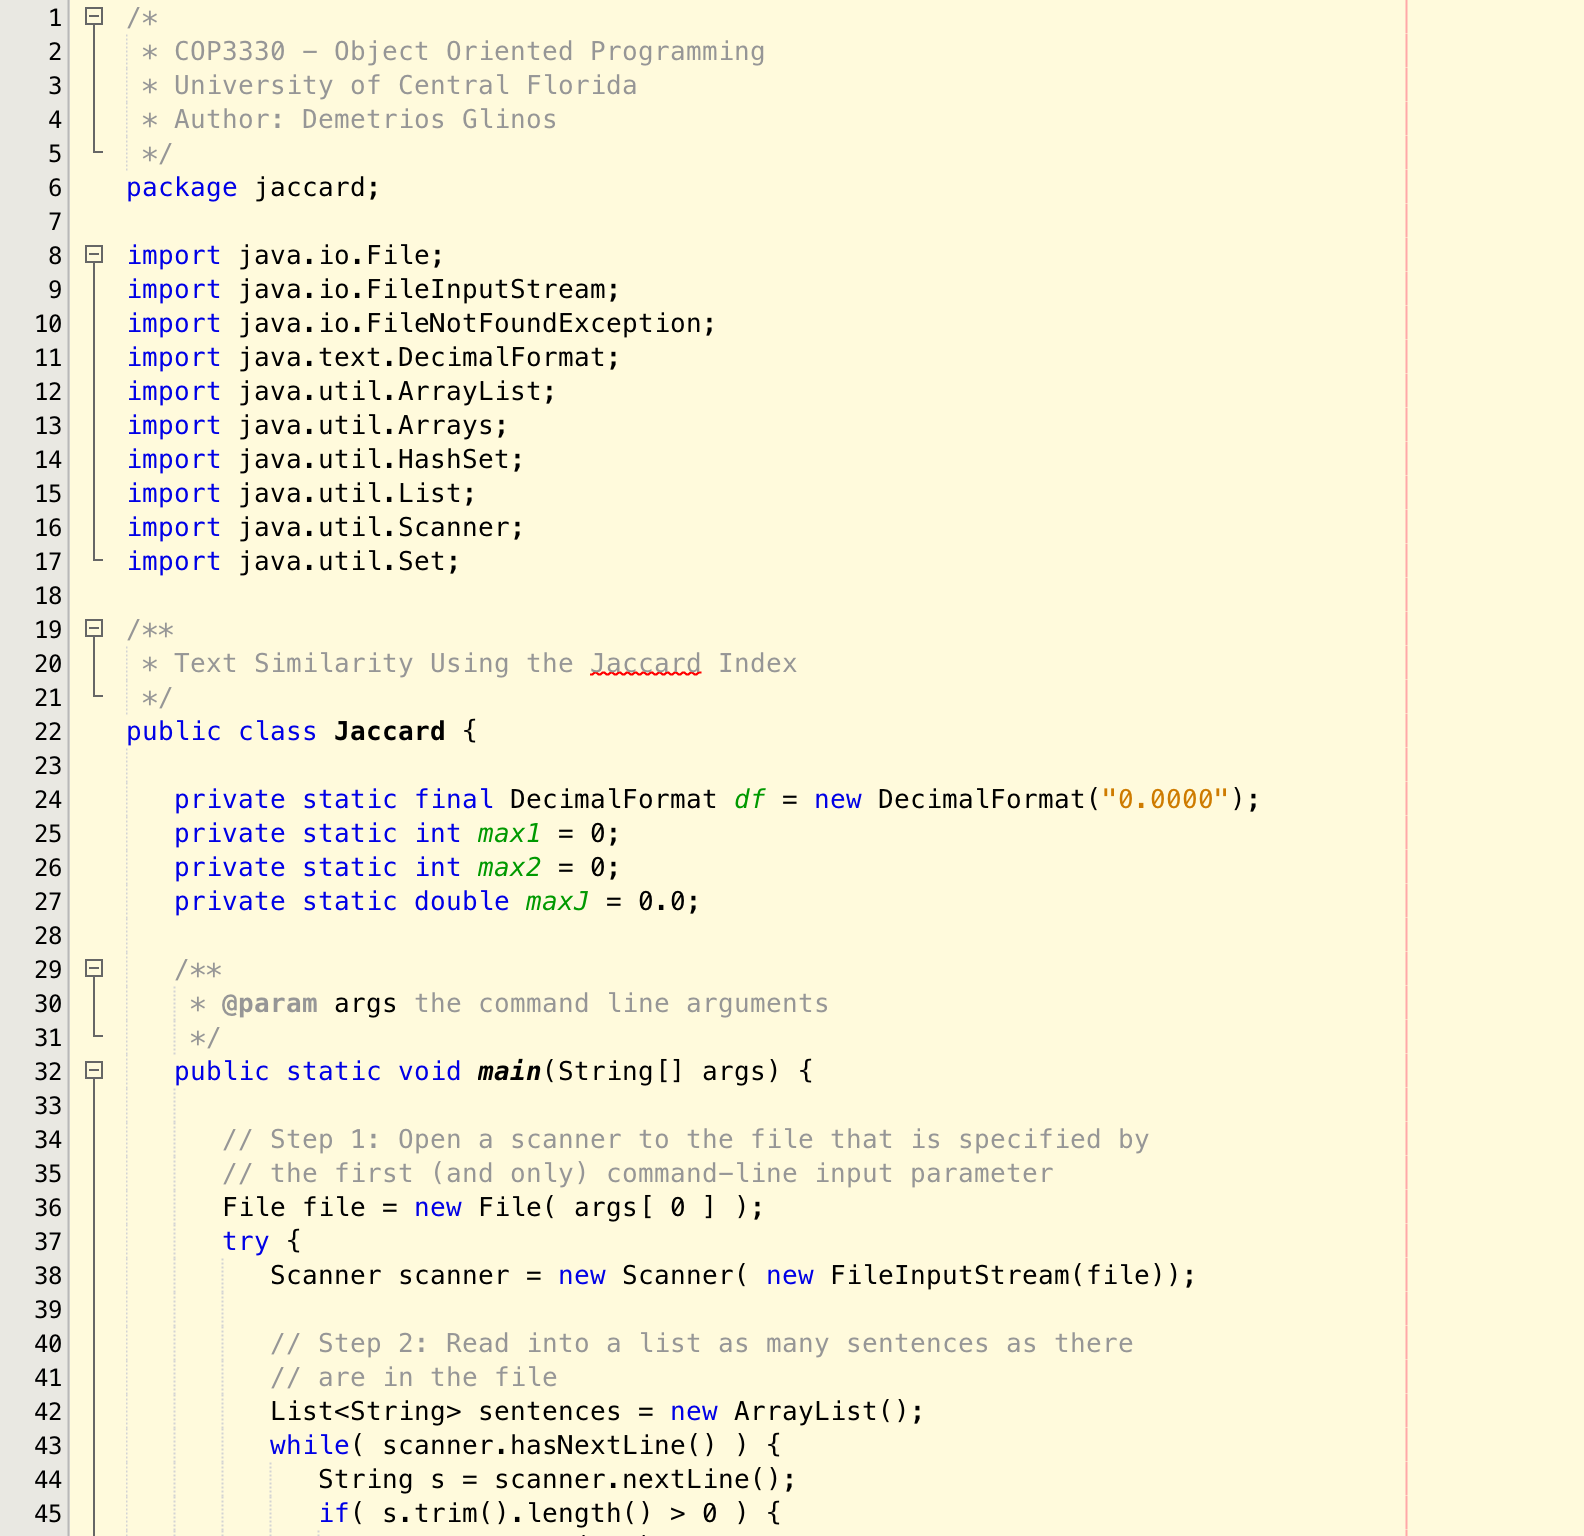 1 /*
2  * COP3330 – Object Oriented Programming
3  * University of Central Florida
4  * Author: Demetrios Glinos
5  */
6 package jaccard;
7
8 import java.io.File;
9 import java.io.FileInputStream;
10 import java.io.FileNotFoundException;
11 import java.text.DecimalFormat;
12 import java.util.ArrayList;
13 import java.util.Arrays;
14 import java.util.HashSet;
15 import java.util.List;
16 import java.util.Scanner;
17 import java.util.Set;
18
19 /**
20  * Text Similarity Using the Jaccard Index
21  */
22 public class Jaccard {
23
24    private static final DecimalFormat df = new DecimalFormat("0.0000");
25    private static int max1 = 0;
26    private static int max2 = 0;
27    private static double maxJ = 0.0;
28
29    /**
30     * @param args the command line arguments
31     */
32    public static void main(String[] args) {
33
34       // Step 1: Open a scanner to the file that is specified by
35       // the first (and only) command–line input parameter
36       File file = new File( args[ 0 ] );
37       try {
38          Scanner scanner = new Scanner( new FileInputStream(file));
39
40          // Step 2: Read into a list as many sentences as there
41          // are in the file
42          List<String> sentences = new ArrayList();
43          while( scanner.hasNextLine() ) {
44             String s = scanner.nextLine();
45             if( s.trim().length() > 0 ) {